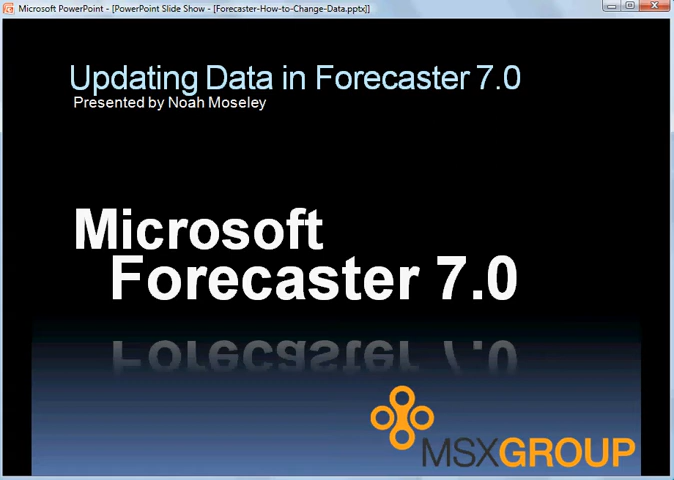 Microsoft PowerPoint - [PowerPoint Slide Show - [Forecaster-How-to-Change-Data.pptx]]
Updating Data in Forecaster 7.0
Presented by Noah Moseley
Microsoft
Forecaster 7.0
Forecaster 7.0
MSXGROUP